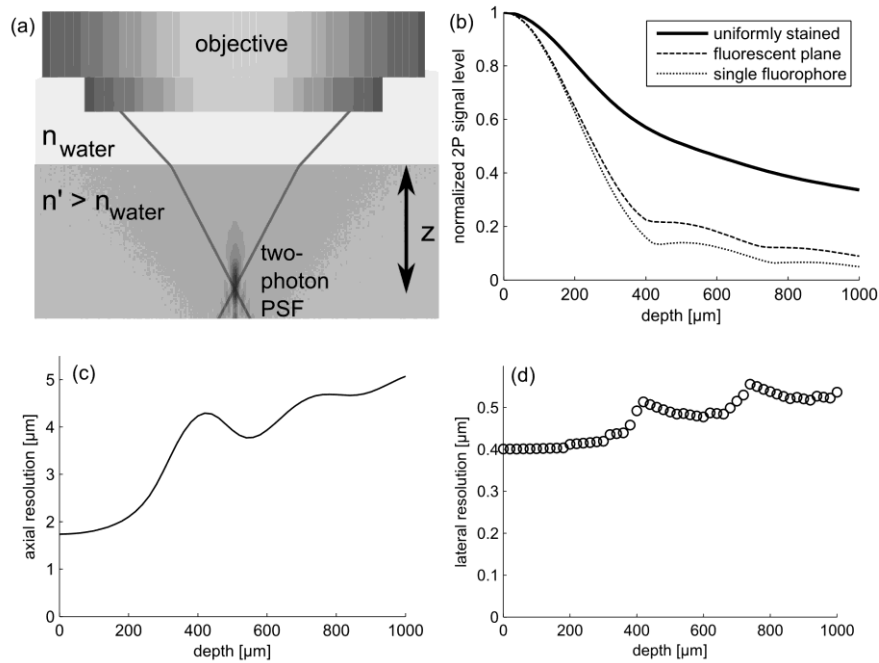 (a)
objective
n_water
n' > n_water
z
two-
photon
PSF
(b)
normalized 2P signal level
1
0.8
0.6
0.4
0.2
0
uniformly stained
fluorescent plane
single fluorophore
0 200 400 600 800 1000
depth [µm]
(c)
axial resolution [µm]
5
4
3
2
1
0
0 200 400 600 800 1000
depth [µm]
(d)
lateral resolution [µm]
0.5
0.4
0.3
0.2
0.1
0
0 200 400 600 800 1000
depth [µm]